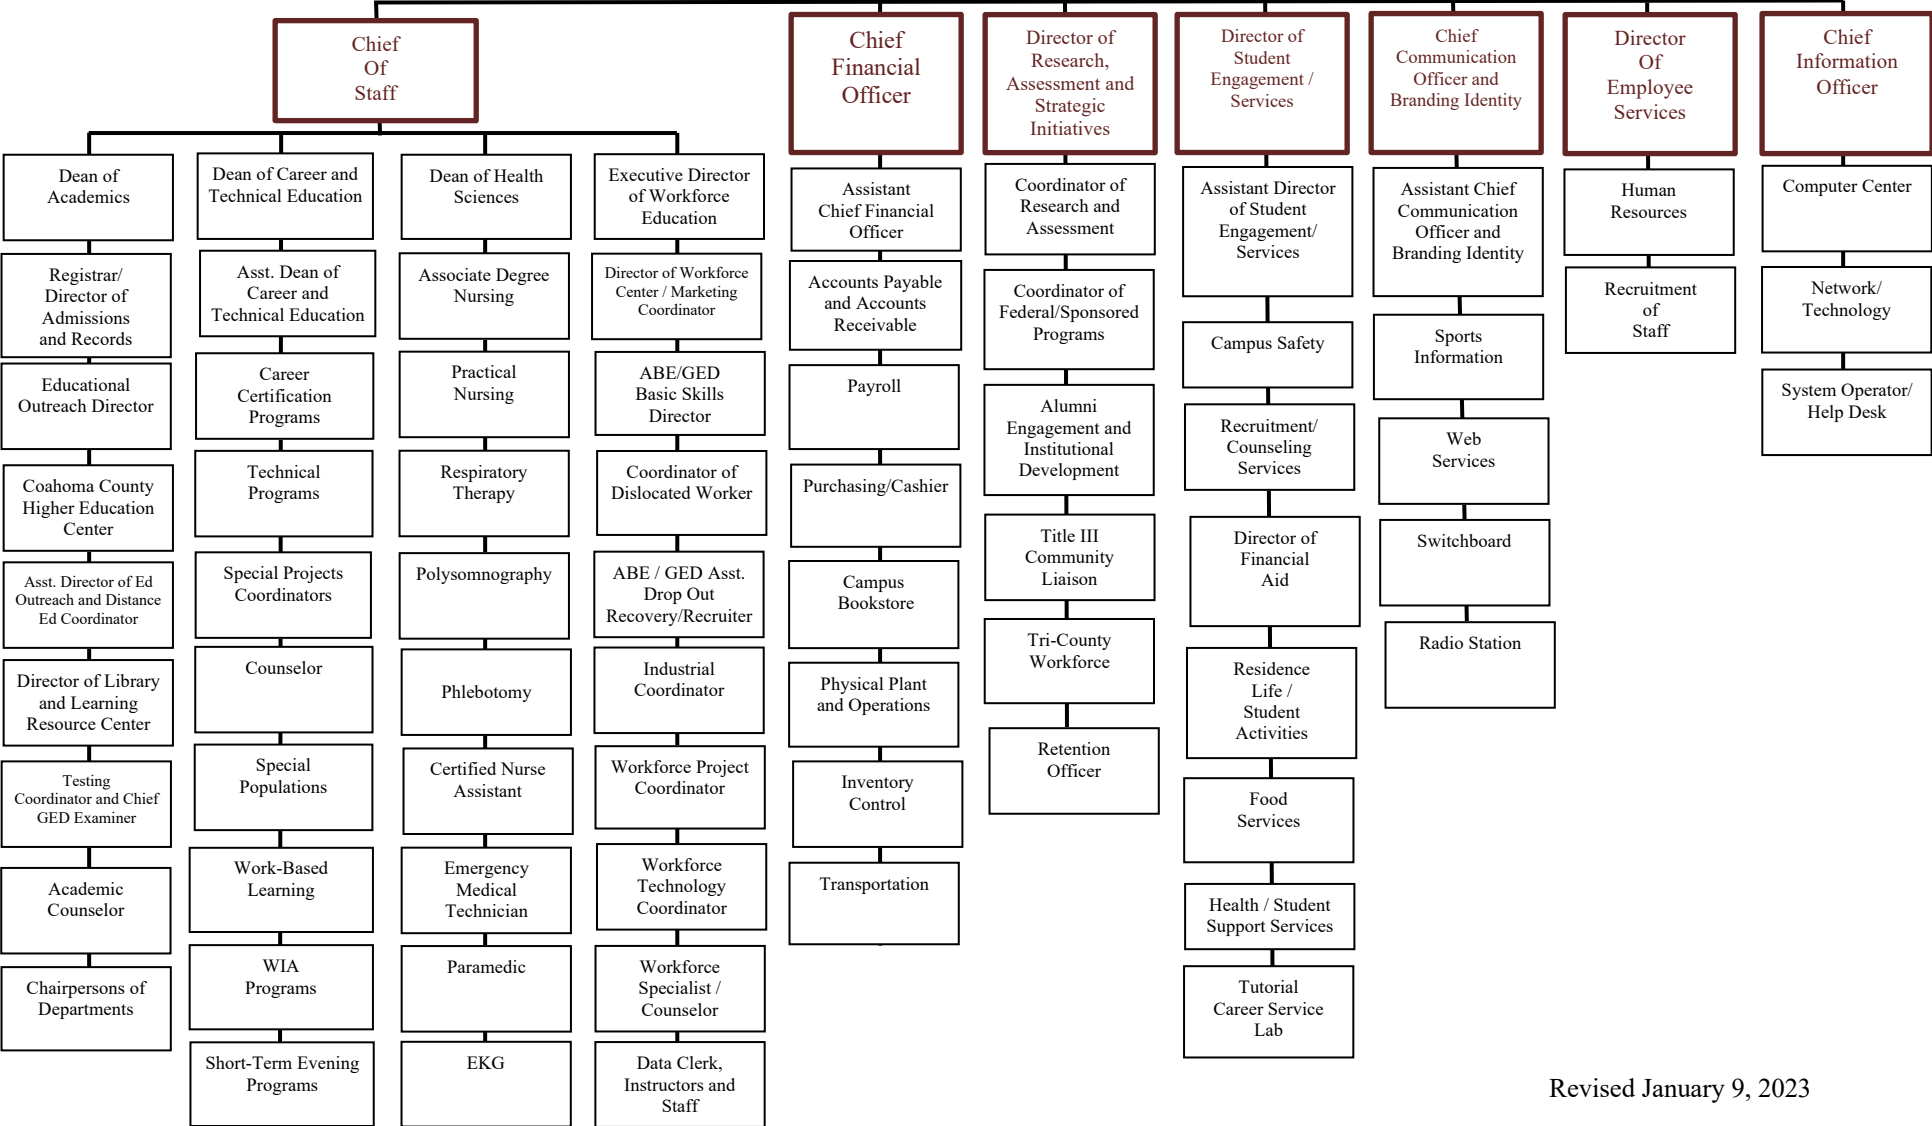 Chief
Of
Staff
Chief
Financial
Officer
Director of
Research,
Assessment and
Strategic
Initiatives
Director of
Student
Engagement /
Services
Chief
Communication
Officer and
Branding Identity
Director
Of
Employee
Services
Chief
Information
Officer
Dean of
Academics
Registrar/
Director of
Admissions
and Records
Educational
Outreach Director
Coahoma County
Higher Education
Center
Asst. Director of Ed
Outreach and Distance
Ed Coordinator
Director of Library
and Learning
Resource Center
Testing
Coordinator and Chief
GED Examiner
Academic
Counselor
Chairpersons of
Departments
Dean of Career and
Technical Education
Asst. Dean of
Career and
Technical Education
Career
Certification
Programs
Technical
Programs
Special Projects
Coordinators
Counselor
Special
Populations
Work-Based
Learning
WIA
Programs
Short-Term Evening
Programs
Dean of Health
Sciences
Associate Degree
Nursing
Practical
Nursing
Respiratory
Therapy
Polysomnography
Phlebotomy
Certified Nurse
Assistant
Emergency
Medical
Technician
Paramedic
EKG
Executive Director
of Workforce
Education
Director of Workforce
Center / Marketing
Coordinator
ABE/GED
Basic Skills
Director
Coordinator of
Dislocated Worker
ABE / GED Asst.
Drop Out
Recovery/Recruiter
Industrial
Coordinator
Workforce Project
Coordinator
Workforce
Technology
Coordinator
Workforce
Specialist /
Counselor
Data Clerk,
Instructors and
Staff
Assistant
Chief Financial
Officer
Accounts Payable
and Accounts
Receivable
Payroll
Purchasing/Cashier
Campus
Bookstore
Physical Plant
and Operations
Inventory
Control
Transportation
Coordinator of
Research and
Assessment
Coordinator of
Federal/Sponsored
Programs
Alumni
Engagement and
Institutional
Development
Title III
Community
Liaison
Tri-County
Workforce
Retention
Officer
Assistant Director
of Student
Engagement/
Services
Campus Safety
Recruitment/
Counseling
Services
Director of
Financial
Aid
Residence
Life /
Student
Activities
Food
Services
Health / Student
Support Services
Tutorial
Career Service
Lab
Assistant Chief
Communication
Officer and
Branding Identity
Sports
Information
Web
Services
Switchboard
Radio Station
Human
Resources
Recruitment
of
Staff
Computer Center
Network/
Technology
System Operator/
Help Desk
Revised January 9, 2023